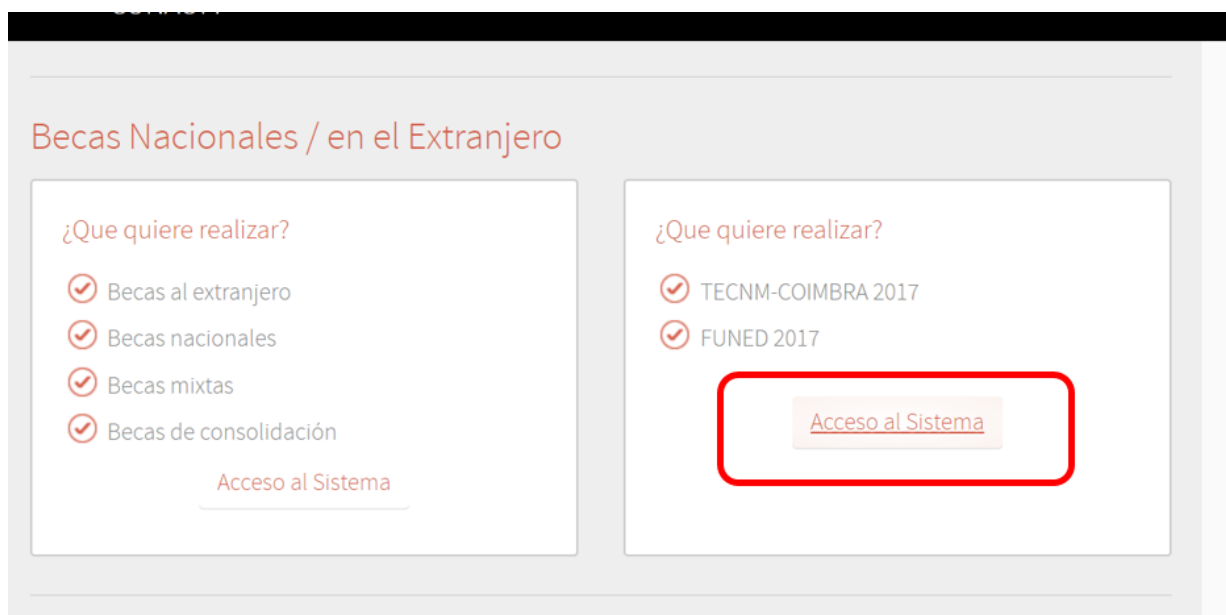 Becas Nacionales / en el Extranjero
¿Que quiere realizar?
Becas al extranjero
Becas nacionales
Becas mixtas
Becas de consolidación
Acceso al Sistema
¿Que quiere realizar?
TECNM-COIMBRA 2017
FUNED 2017
Acceso al Sistema